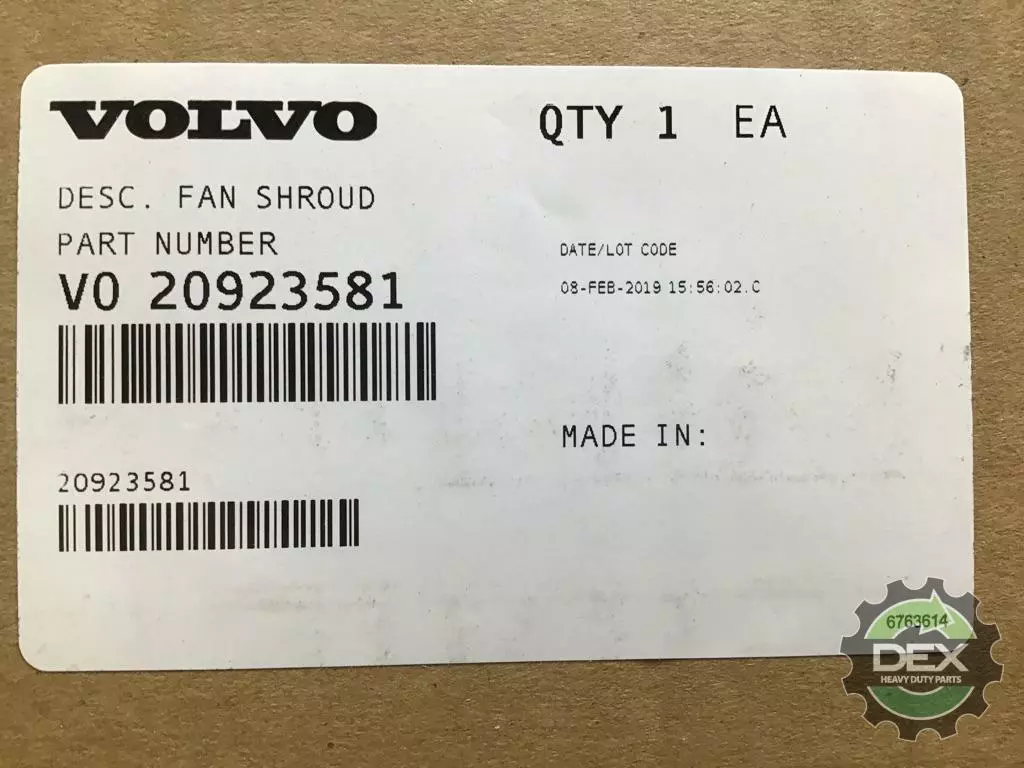 VOLVO
QTY 1 EA
DESC. FAN SHROUD
PART NUMBER
VO 20923581
DATE/LOT CODE
08-FEB-2019 15:56:02.C
MADE IN:
20923581
6763614
DEX
HEAVY DUTY PARTS